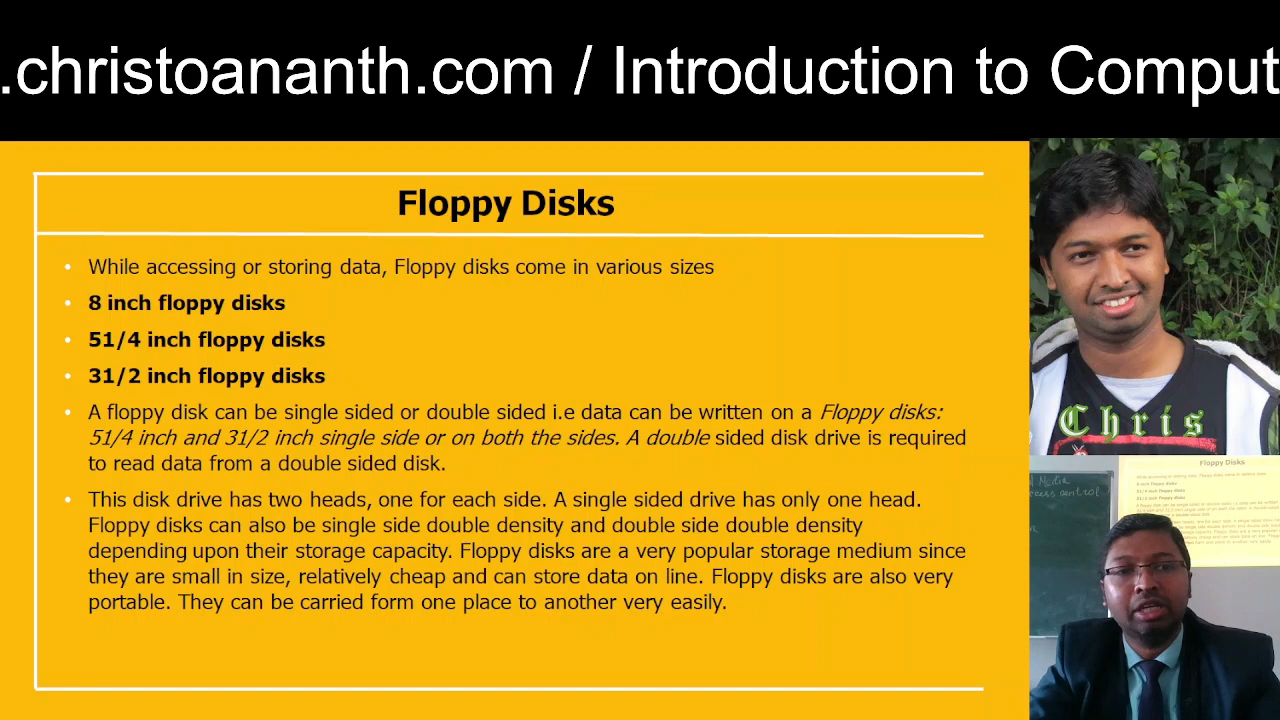 .christoananth.com / Introduction to Comput
Floppy Disks
• While accessing or storing data, Floppy disks come in various sizes
• 8 inch floppy disks
• 51/4 inch floppy disks
• 31/2 inch floppy disks
• A floppy disk can be single sided or double sided i.e data can be written on a Floppy disks:
51/4 inch and 31/2 inch single side or on both the sides. A double sided disk drive is required
to read data from a double sided disk.
• This disk drive has two heads, one for each side. A single sided drive has only one head.
Floppy disks can also be single side double density and double side double density
depending upon their storage capacity. Floppy disks are a very popular storage medium since
they are small in size, relatively cheap and can store data on line. Floppy disks are also very
portable. They can be carried form one place to another very easily.
Chris
Floppy Disks
Media
control